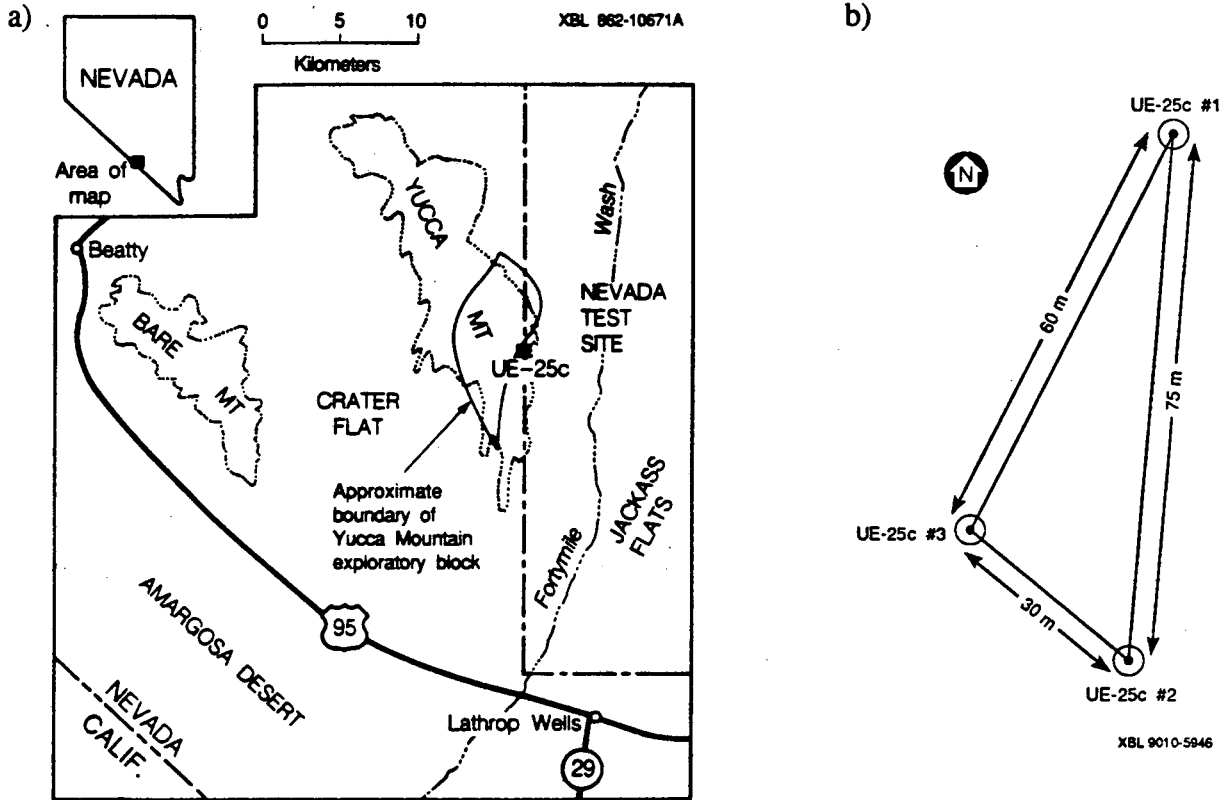 a)
0 5 10
Kilometers
XBL 862-10671A
NEVADA
Area of
map
Beatty
BARE
MT
YUCCA
MT
Wash
NEVADA
TEST
SITE
UE-25c
CRATER
FLAT
Approximate
boundary of
Yucca Mountain
exploratory block
JACKASS
FLATS
Fortymile
AMARGOSA DESERT
95
NEVADA
CALIF.
Lathrop Wells
29
b)
UE-25c #1
N
60 m
75 m
UE-25c #3
30 m
UE-25c #2
XBL 9010-5946